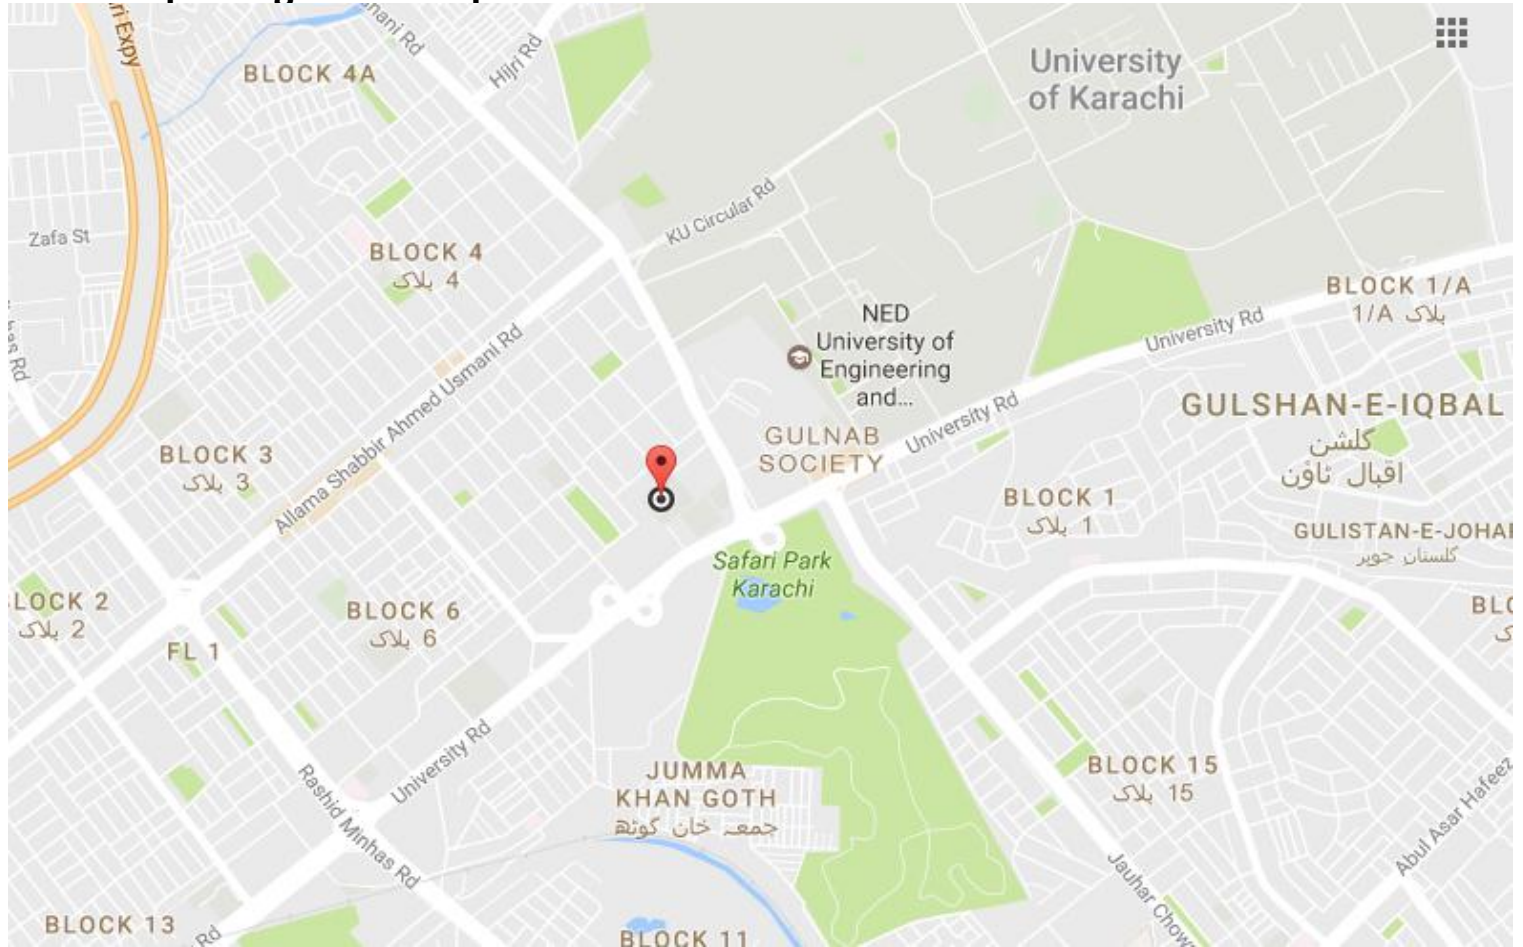 BLOCK 4A
Hijri Rd
University
of Karachi
Zafa St
BLOCK 4
بلاک 4
KU Circular Rd
NED
University of
Engineering
and...
University Rd
BLOCK 1/A
بلاک 1/A
Allama Shabbir Ahmed Usmani Rd
University Rd
GULSHAN-E-IQBAL
گلشن
اقبال ٹاؤن
BLOCK 3
بلاک 3
GULNAB
SOCIETY
BLOCK 1
بلاک 1
GULISTAN-E-JOHAR
گلستان جوہر
Safari Park
Karachi
LOCK 2
بلاک 2
BLOCK 6
بلاک 6
FL 1
University Rd
Rashid Minhas Rd
JUMMA
KHAN GOTH
جمعہ خان گوٹھ
BLOCK 15
بلاک 15
Abul Asar Hafeez
Jauhar Chow
BLOCK 13
Rd
BLOCK 11